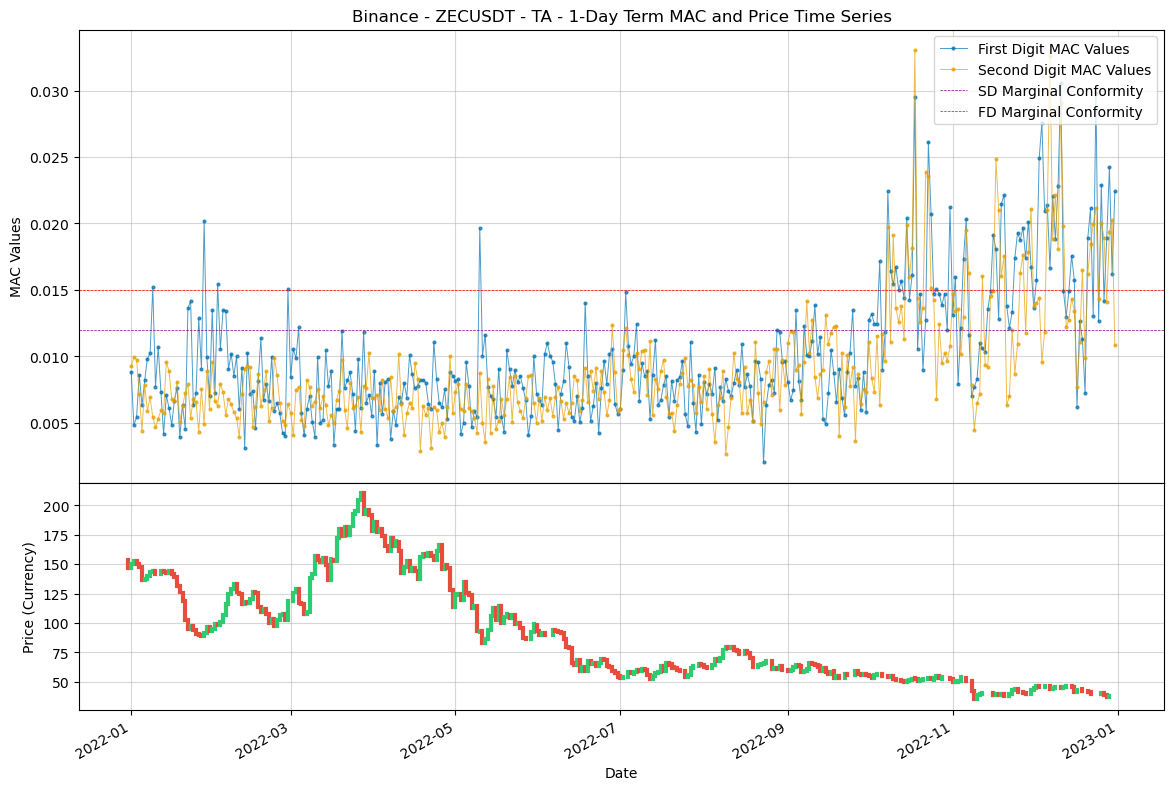 Binance - ZECUSDT - TA - 1-Day Term MAC and Price Time Series
First Digit MAC Values
Second Digit MAC Values
SD Marginal Conformity
FD Marginal Conformity
MAC Values
0.030
0.025
0.020
0.015
0.010
0.005
Price (Currency)
200
175
150
125
100
75
50
2022-01
2022-03
2022-05
2022-07
2022-09
2022-11
2023-01
Date